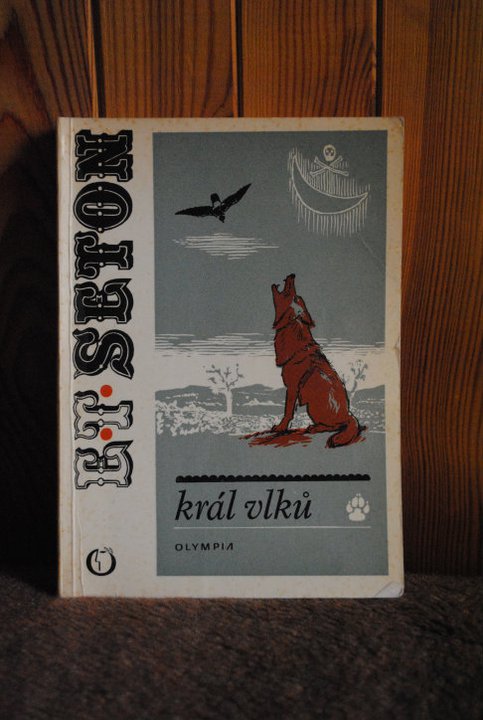 E.T. SETON
král vlků
OLYMPIA